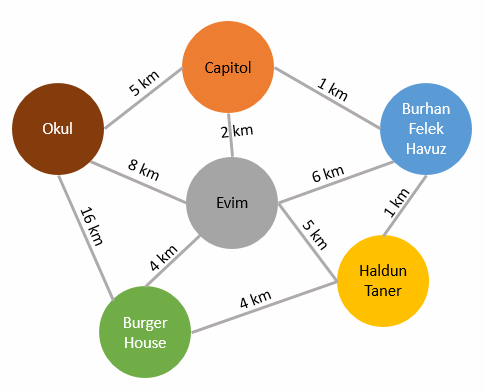 Capitol
5 km
1 km
Okul
Burhan
Felek
Havuz
2 km
8 km
6 km
Evim
1 km
16 km
5 km
4 km
Haldun
Taner
4 km
Burger
House